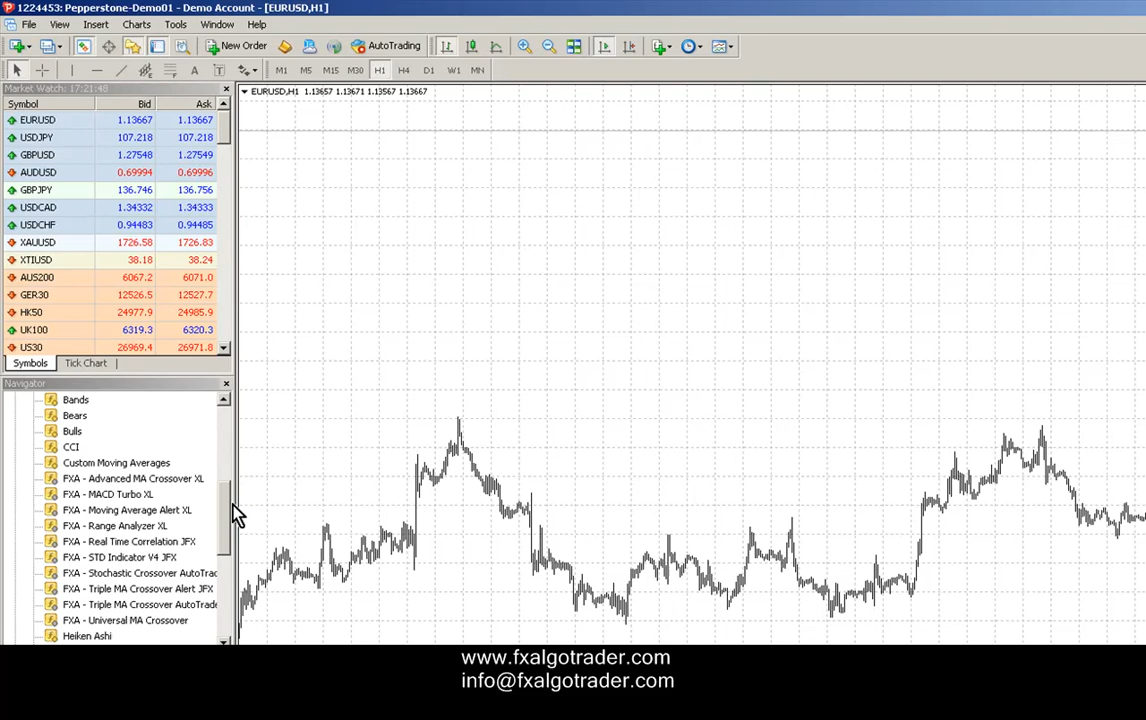 1224453: Pepperstone-Demo01 - Demo Account - [EURUSD,H1]
File View Insert Charts Tools Window Help
New Order AutoTrading
A T M1 M5 M15 M30 H1 H4 D1 W1 MN
Market Watch: 17:21:48
Symbol Bid Ask
EURUSD 1.13667 1.13667
USDJPY 107.218 107.218
GBPUSD 1.27548 1.27549
AUDUSD 0.69994 0.69996
GBPJPY 136.746 136.756
USDCAD 1.34332 1.34333
USDCHF 0.94483 0.94485
XAUUSD 1726.58 1726.83
XTIUSD 38.18 38.24
AUS200 6067.2 6071.0
GER30 12526.5 12527.7
HK50 24977.9 24985.9
UK100 6319.3 6320.3
US30 26969.4 26971.8
Symbols Tick Chart
Navigator
Bands
Bears
Bulls
CCI
Custom Moving Averages
FXA - Advanced MA Crossover XL
FXA - MACD Turbo XL
FXA - Moving Average Alert XL
FXA - Range Analyzer XL
FXA - Real Time Correlation JFX
FXA - STD Indicator V4 JFX
FXA - Stochastic Crossover AutoTrad
FXA - Triple MA Crossover Alert JFX
FXA - Triple MA Crossover AutoTrade
FXA - Universal MA Crossover
Heiken Ashi
EURUSD,H1 1.13657 1.13671 1.13567 1.13667
www.fxalgotrader.com
info@fxalgotrader.com